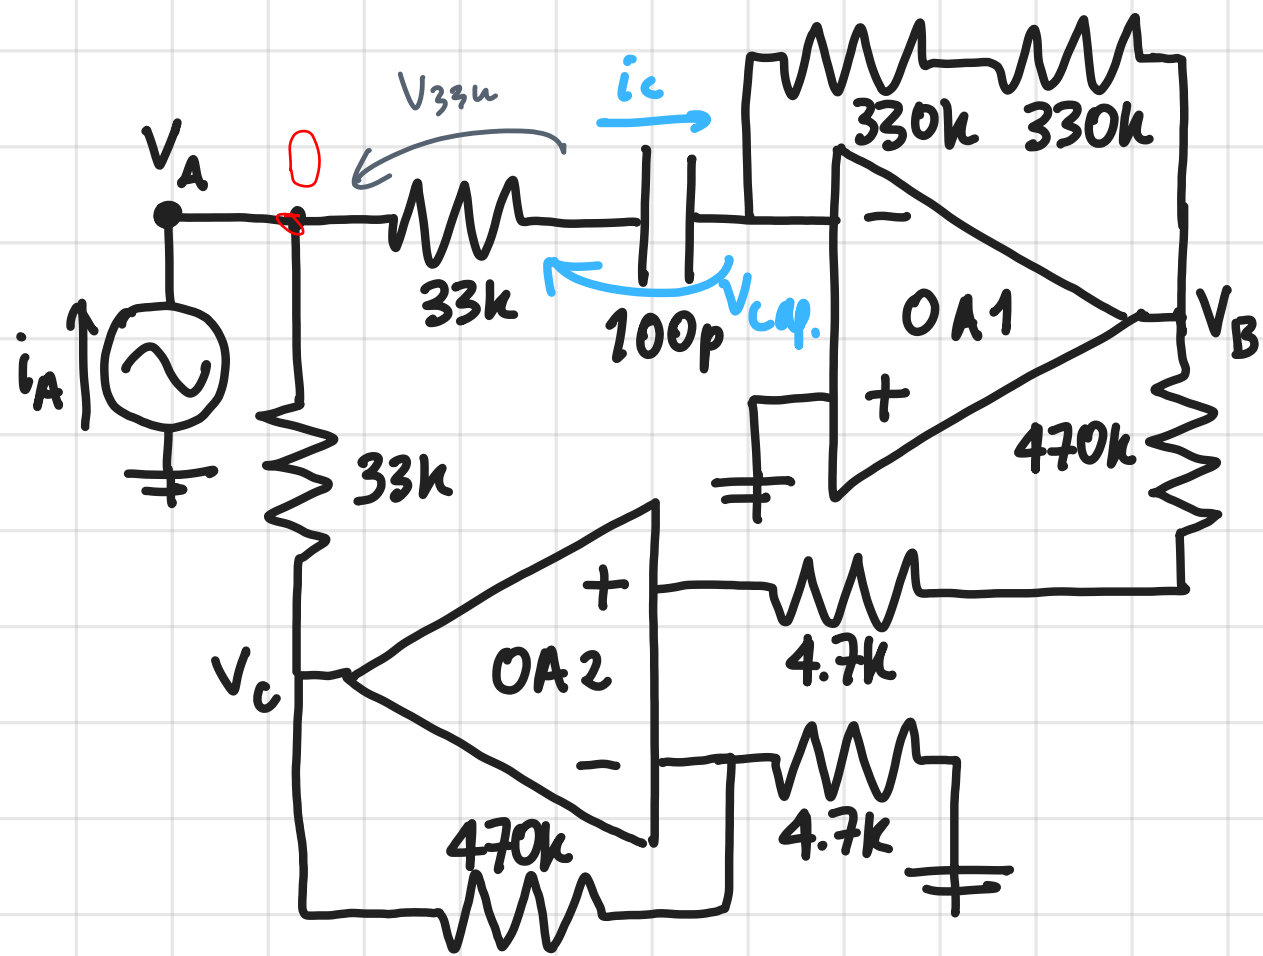 V33k
ic
330k 330k
VA
0
−
33k
100p
Vcap.
OA1
VB
iA
+
33k
470k
+
4.7k
OA2
VC
−
4.7k
470k